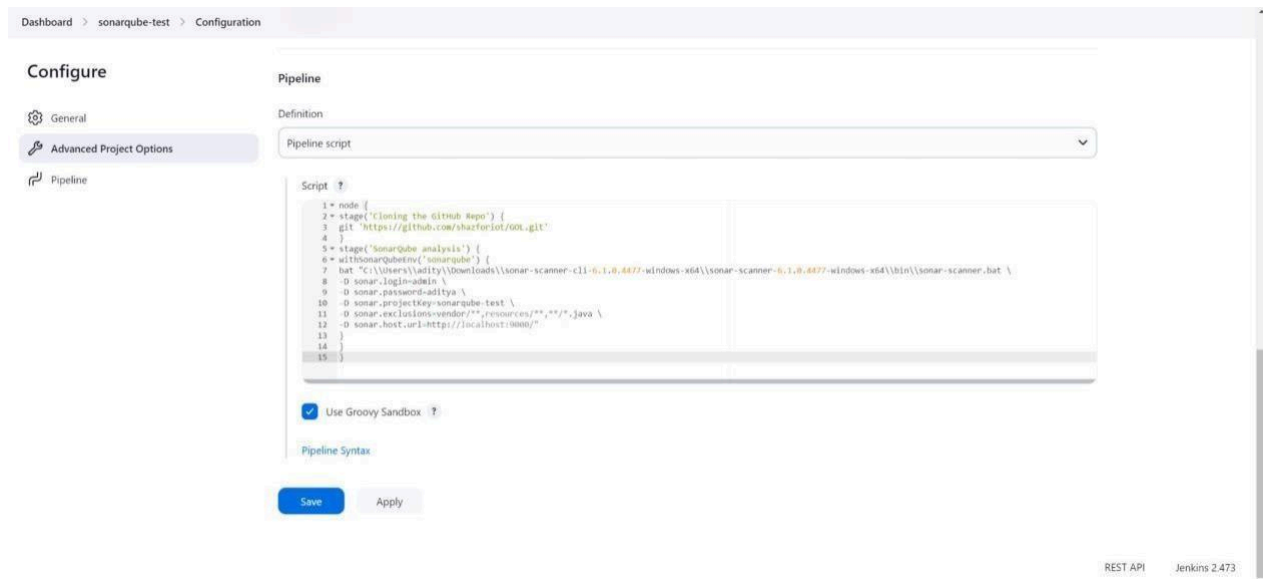 Dashboard > sonarqube-test > Configuration
Configure
General
Advanced Project Options
Pipeline
Pipeline
Definition
Pipeline script
Script ?
1 node {
2 stage('Cloning the GitHub Repo') {
3 git 'https://github.com/shazforiot/GOL.git'
4 }
5 stage('SonarQube analysis') {
6 withSonarQubeEnv('sonarqube') {
7 bat "C:\\Users\\adity\\Downloads\\sonar-scanner-cli-6.1.0.4477-windows-x64\\sonar-scanner-6.1.0.4477-windows-x64\\bin\\sonar-scanner.bat \
8 -D sonar.login=admin \
9 -D sonar.password=aditya \
10 -D sonar.projectKey=sonarqube-test \
11 -D sonar.exclusions=vendor/**,resources/**,**/*.java \
12 -D sonar.host.url=http://localhost:9000/"
13 }
14 }
15 }
Use Groovy Sandbox ?
Pipeline Syntax
Save Apply
REST API Jenkins 2.473